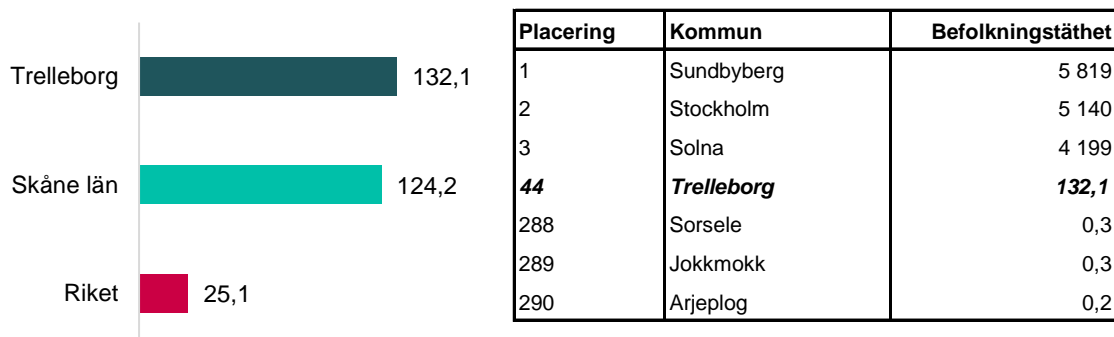 Trelleborg 132,1
Skåne län 124,2
Riket 25,1
Placering Kommun Befolkningstäthet
1 Sundbyberg 5 819
2 Stockholm 5 140
3 Solna 4 199
44 Trelleborg 132,1
288 Sorsele 0,3
289 Jokkmokk 0,3
290 Arjeplog 0,2